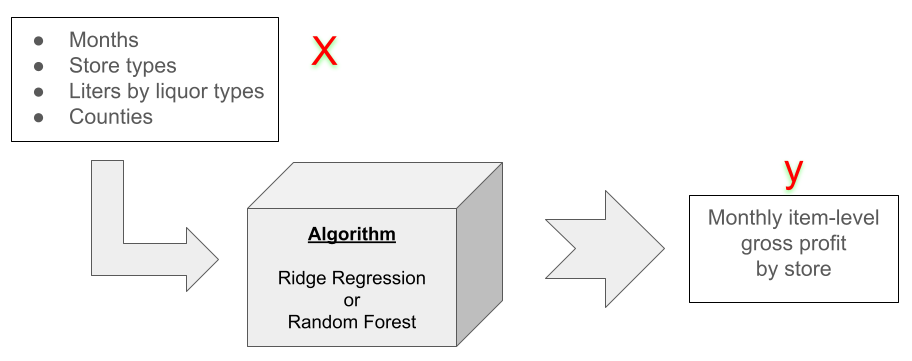 ● Months
● Store types
● Liters by liquor types
● Counties
X
Algorithm
Ridge Regression
or
Random Forest
y
Monthly item-level
gross profit
by store